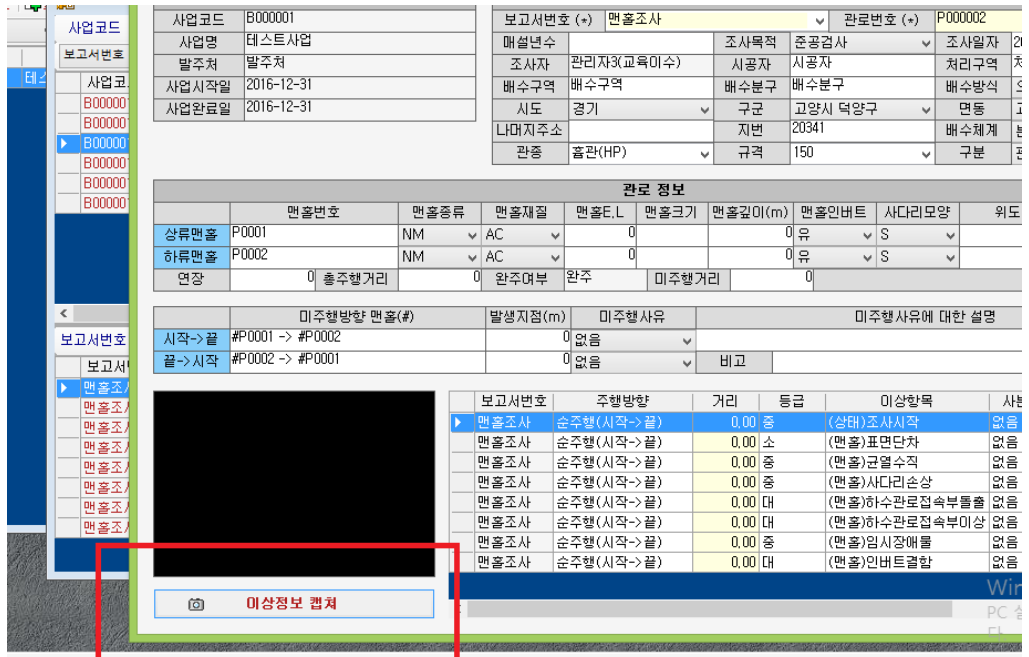 사업코드 B000001 보고서번호 (*) 맨홀조사 관로번호 (*) P000002
사업코드
사업명 테스트사업 매설년수 조사목적 준공검사 조사일자
보고서번호
발주처 발주처 조사자 관리자3(교육이수) 시공자 시공자 처리구역
사업시작일 2016-12-31 배수구역 배수구역 배수분구 배수분구 배수방식
사업완료일 2016-12-31 시도 경기 구군 고양시 덕양구 면동
나머지주소 지번 20341 배수체계
관종 흄관(HP) 규격 150 구분
관로 정보
맨홀번호 맨홀종류 맨홀재질 맨홀E,L 맨홀크기 맨홀깊이(m) 맨홀인버트 사다리모양 위도
상류맨홀 P0001 NM AC 0 0 유 S
하류맨홀 P0002 NM AC 0 0 유 S
연장 0 총주행거리 0 완주여부 완주 미주행거리 0
미주행방향 맨홀(#) 발생지점(m) 미주행사유 미주행사유에 대한 설명
보고서번호
시작->끝 #P0001 -> #P0002 0 없음
끝->시작 #P0002 -> #P0001 0 없음 비고
보고서번호 주행방향 거리 등급 이상항목
맨홀조사 순주행(시작->끝) 0,00 중 (상태)조사시작 없음
맨홀조사 순주행(시작->끝) 0,00 소 (맨홀)표면단차 없음
맨홀조사 순주행(시작->끝) 0,00 중 (맨홀)균열수직 없음
맨홀조사 순주행(시작->끝) 0,00 중 (맨홀)사다리손상 없음
맨홀조사 순주행(시작->끝) 0,00 대 (맨홀)하수관로접속부돌출 없음
맨홀조사 순주행(시작->끝) 0,00 대 (맨홀)하수관로접속부이상 없음
맨홀조사 순주행(시작->끝) 0,00 중 (맨홀)임시장애물 없음
맨홀조사 순주행(시작->끝) 0,00 대 (맨홀)인버트결함 없음
이상정보 캡쳐
PC